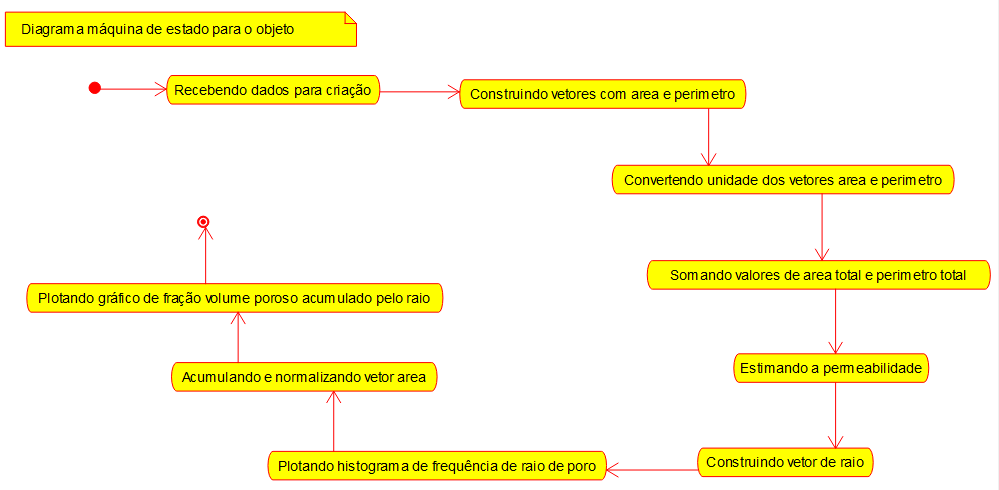 Diagrama máquina de estado para o objeto
Recebendo dados para criação
Construindo vetores com area e perimetro
Convertendo unidade dos vetores area e perimetro
Somando valores de area total e perimetro total
Estimando a permeabilidade
Construindo vetor de raio
Plotando histograma de frequência de raio de poro
Acumulando e normalizando vetor area
Plotando gráfico de fração volume poroso acumulado pelo raio